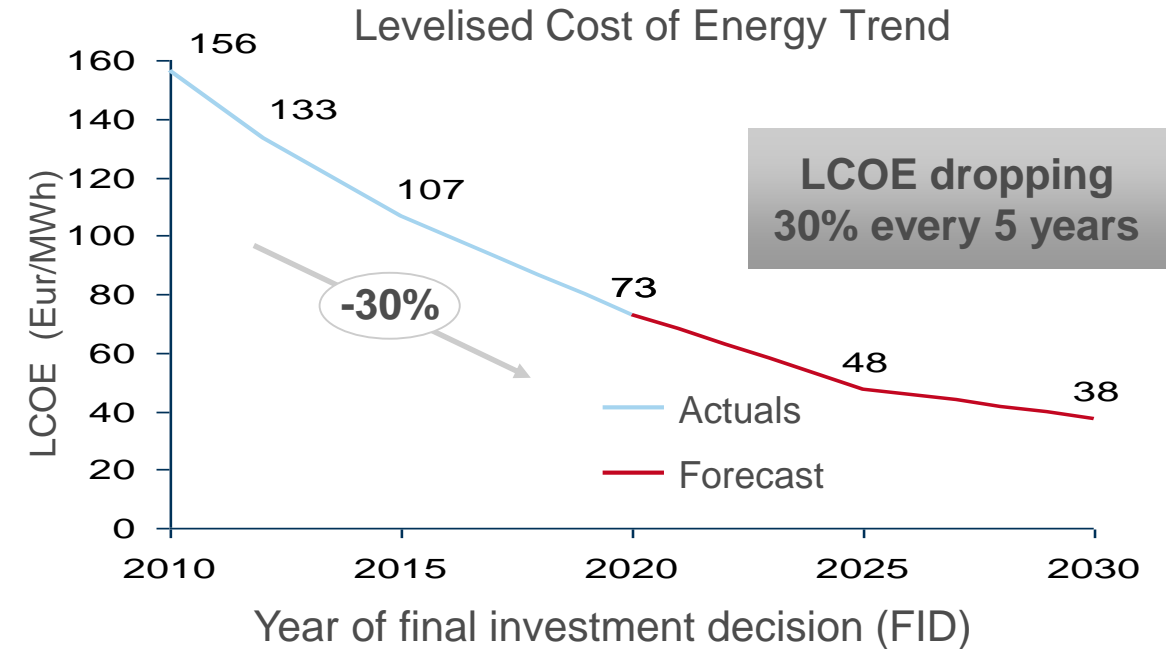 Levelised Cost of Energy Trend
LCOE (Eur/MWh)
160
140
120
100
80
60
40
20
0
156
133
107
73
48
38
LCOE dropping
30% every 5 years
-30%
Actuals
Forecast
2010 2015 2020 2025 2030
Year of final investment decision (FID)